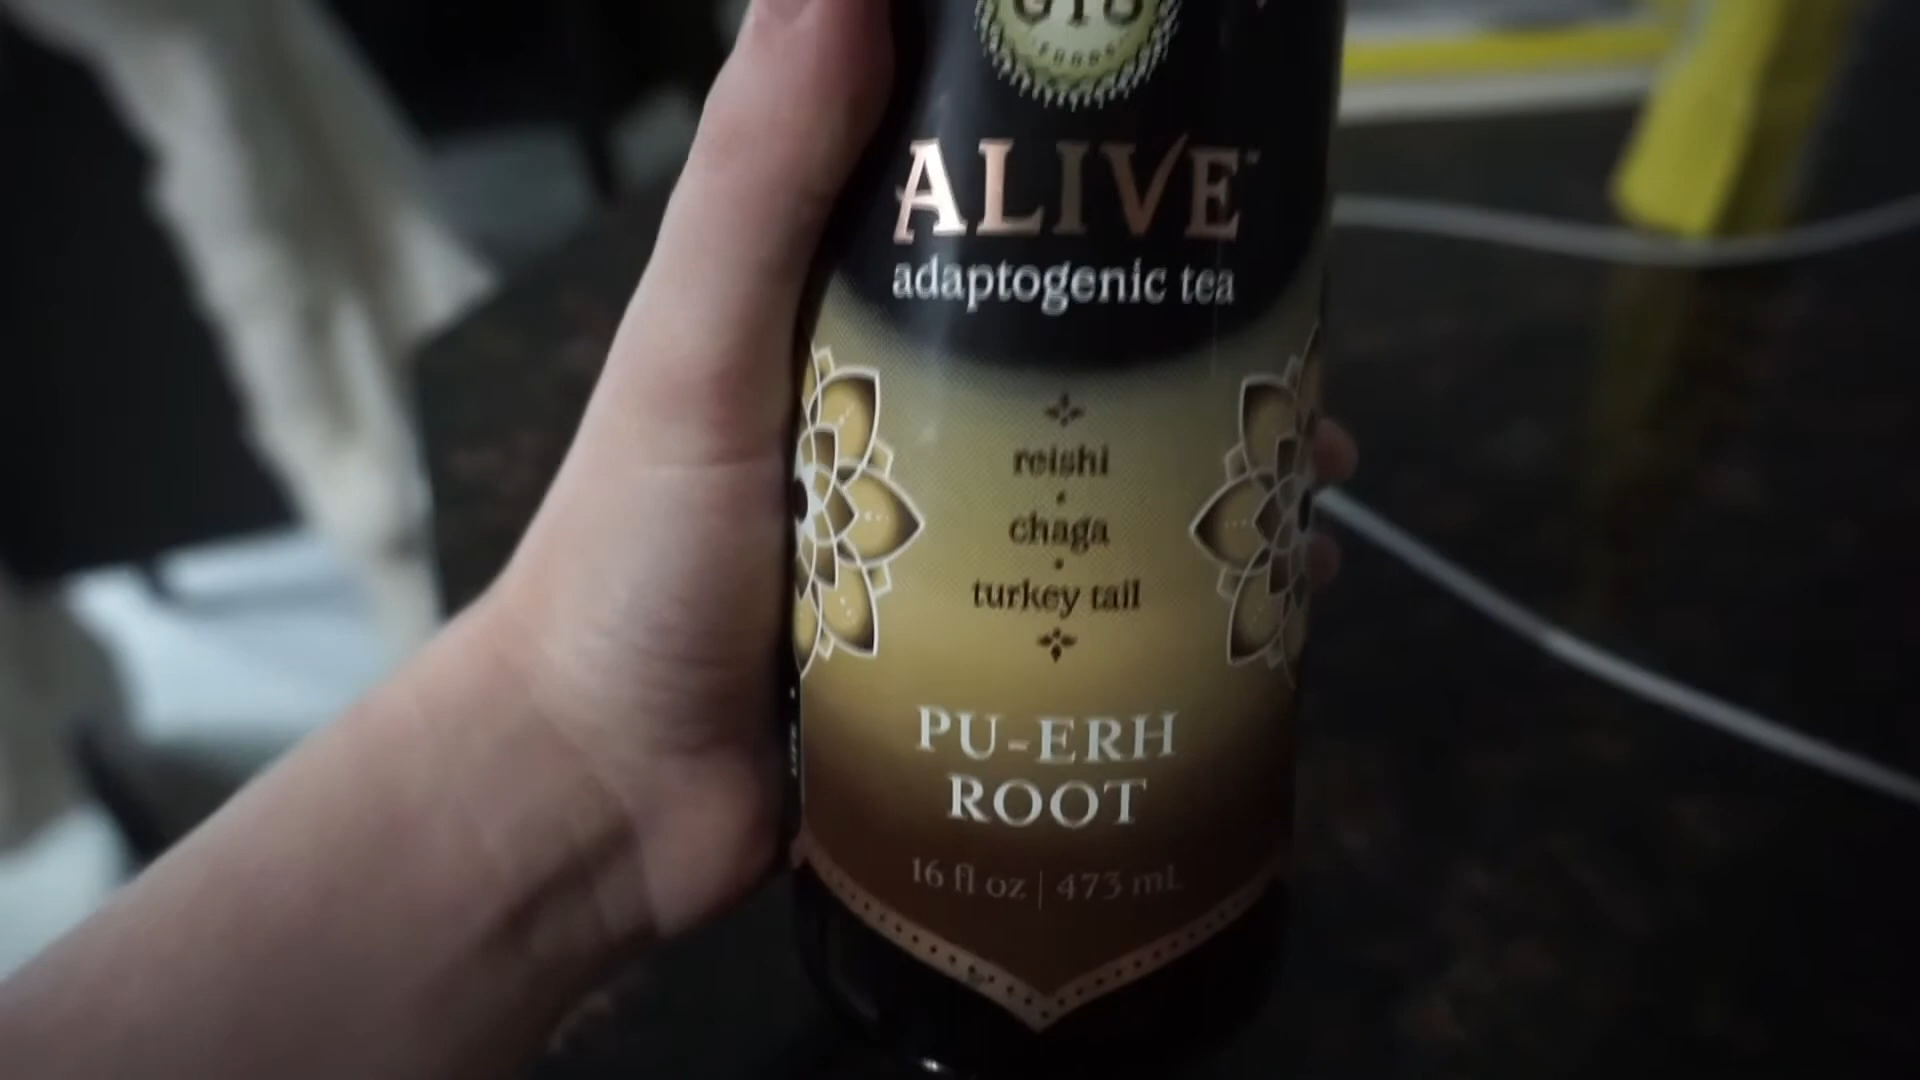 ALIVE™
adaptogenic tea
reishi
chaga
turkey tail
PU-ERH
ROOT
16 fl oz | 473 mL